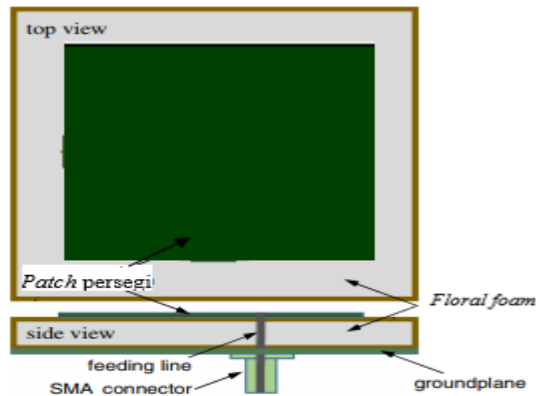 top view
Patch persegi
Floral foam
side view
feeding line
SMA connector
groundplane